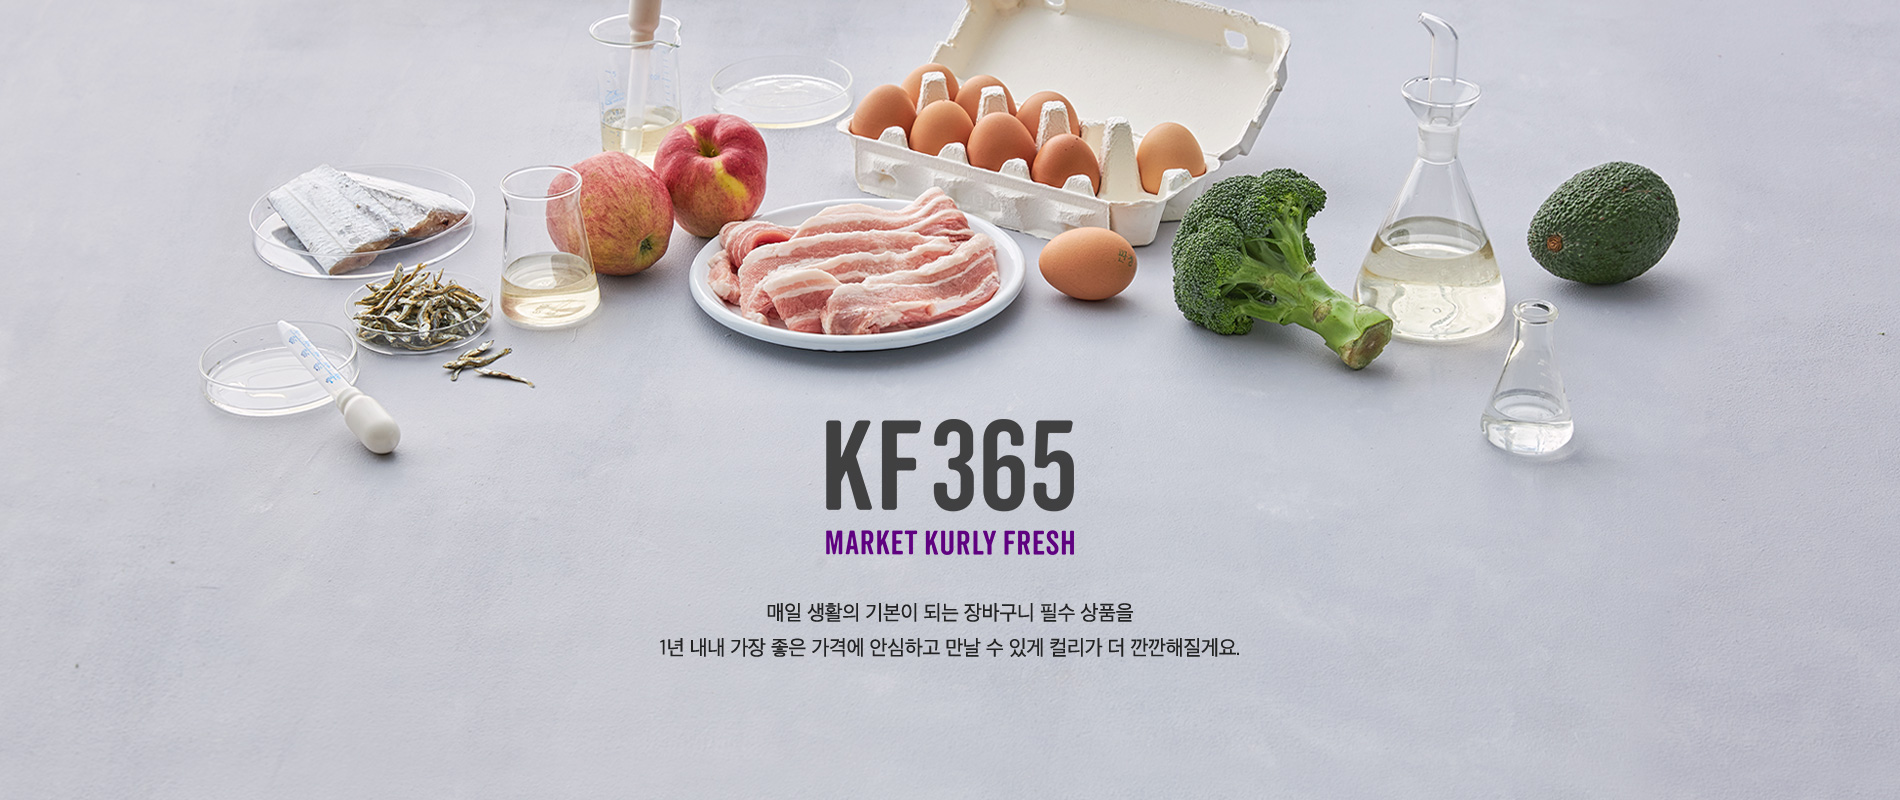 KF365
MARKET KURLY FRESH
매일 생활의 기본이 되는 장바구니 필수 상품을
1년 내내 가장 좋은 가격에 안심하고 만날 수 있게 컬리가 더 깐깐해질게요.